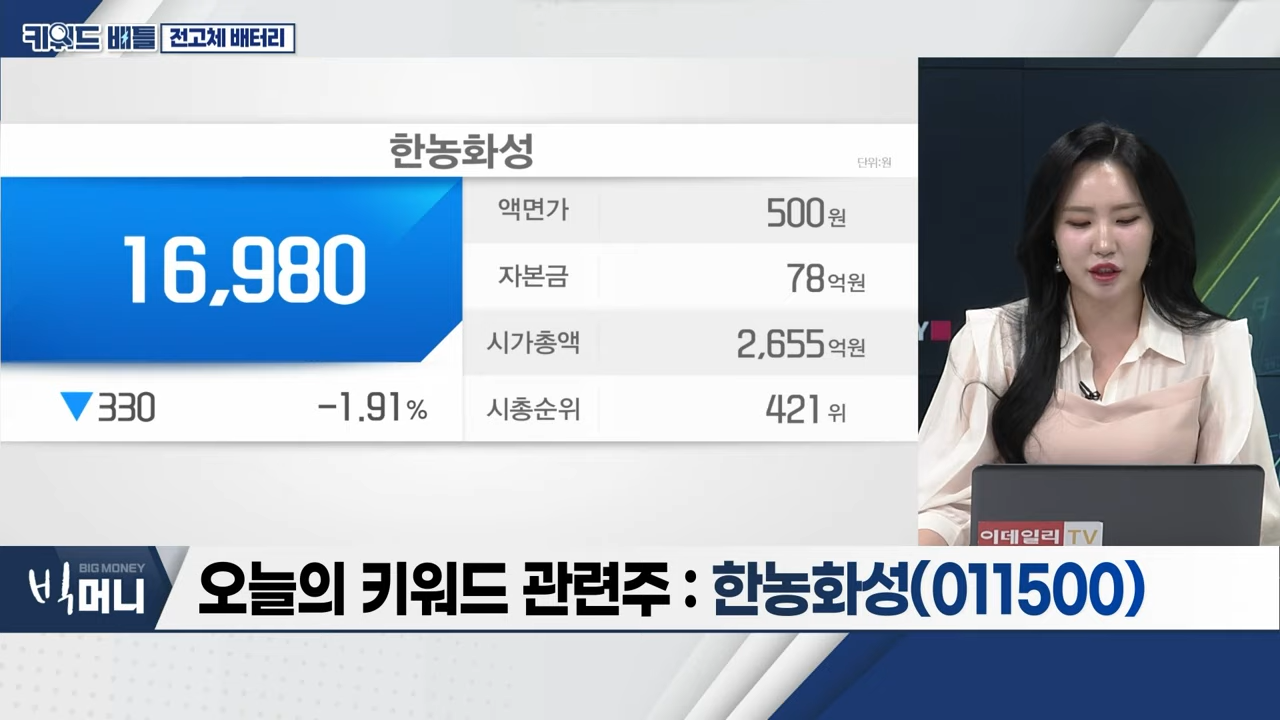 키워드 배틀 전고체 배터리
한농화성
단위:원
16,980
▼330 -1.91%
액면가 500원
자본금 78억원
시가총액 2,655억원
시총순위 421위
Y
이데일리 TV
빅머니 BIG MONEY
오늘의 키워드 관련주 : 한농화성(011500)